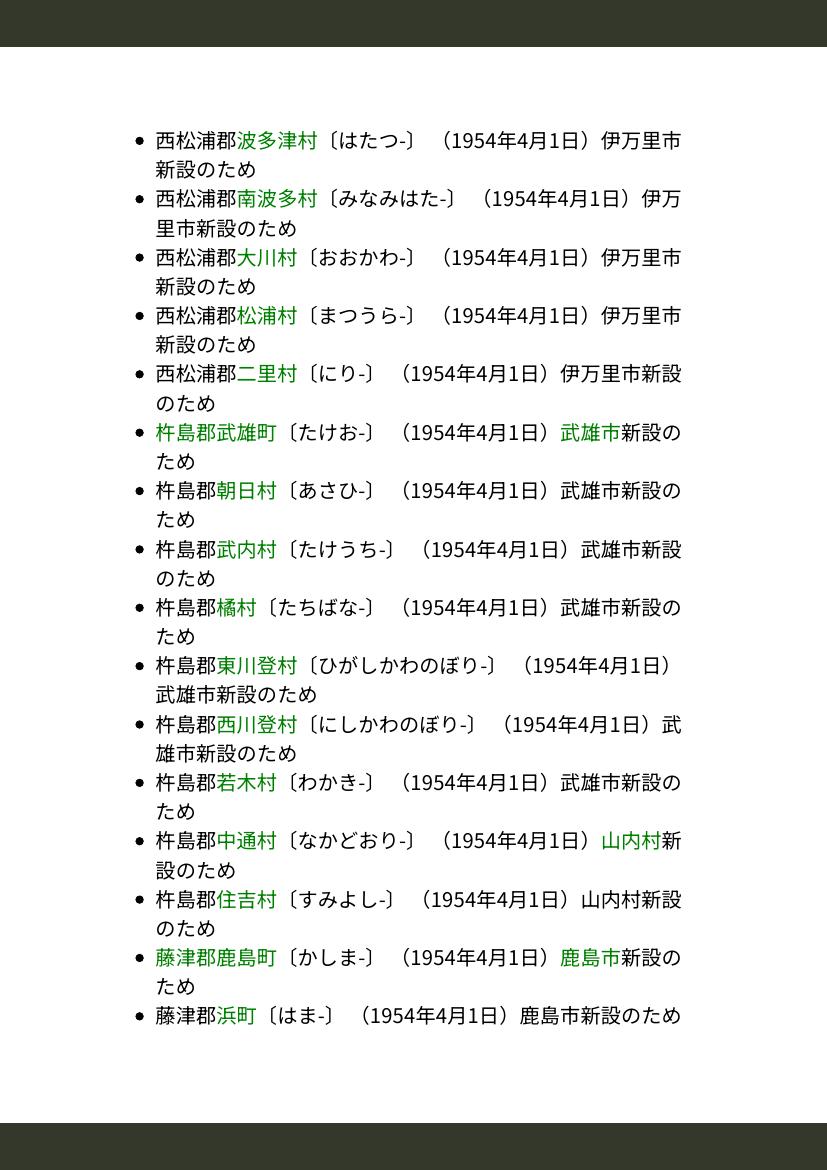 • 西松浦郡波多津村〔はたつ-〕 （1954年4月1日）伊万里市
新設のため
• 西松浦郡南波多村〔みなみはた-〕 （1954年4月1日）伊万
里市新設のため
• 西松浦郡大川村〔おおかわ-〕 （1954年4月1日）伊万里市
新設のため
• 西松浦郡松浦村〔まつうら-〕 （1954年4月1日）伊万里市
新設のため
• 西松浦郡二里村〔にり-〕 （1954年4月1日）伊万里市新設
のため
• 杵島郡武雄町〔たけお-〕 （1954年4月1日）武雄市新設の
ため
• 杵島郡朝日村〔あさひ-〕 （1954年4月1日）武雄市新設の
ため
• 杵島郡武内村〔たけうち-〕 （1954年4月1日）武雄市新設
のため
• 杵島郡橘村〔たちばな-〕 （1954年4月1日）武雄市新設の
ため
• 杵島郡東川登村〔ひがしかわのぼり-〕 （1954年4月1日）
武雄市新設のため
• 杵島郡西川登村〔にしかわのぼり-〕 （1954年4月1日）武
雄市新設のため
• 杵島郡若木村〔わかき-〕 （1954年4月1日）武雄市新設の
ため
• 杵島郡中通村〔なかどおり-〕 （1954年4月1日）山内村新
設のため
• 杵島郡住吉村〔すみよし-〕 （1954年4月1日）山内村新設
のため
• 藤津郡鹿島町〔かしま-〕 （1954年4月1日）鹿島市新設の
ため
• 藤津郡浜町〔はま-〕 （1954年4月1日）鹿島市新設のため